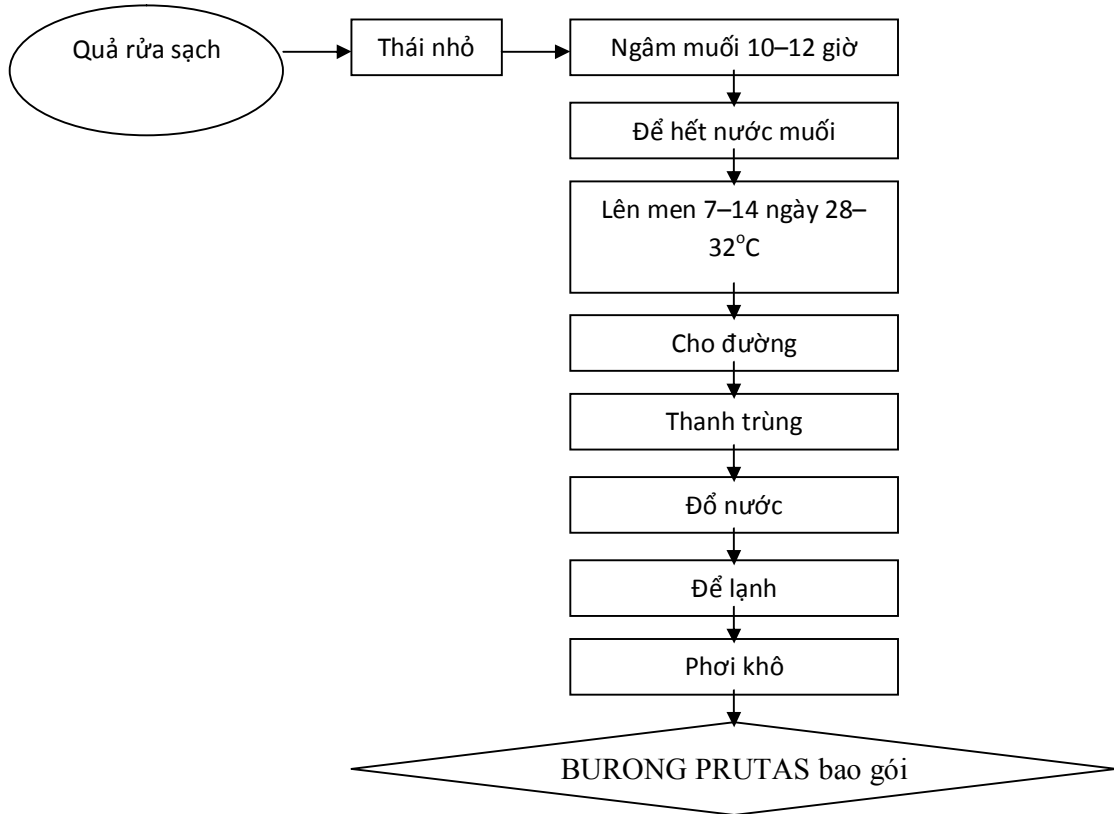 Quả rửa sạch
Thái nhỏ
Ngâm muối 10–12 giờ
Để hết nước muối
Lên men 7–14 ngày 28–
32°C
Cho đường
Thanh trùng
Đổ nước
Để lạnh
Phơi khô
BURONG PRUTAS bao gói